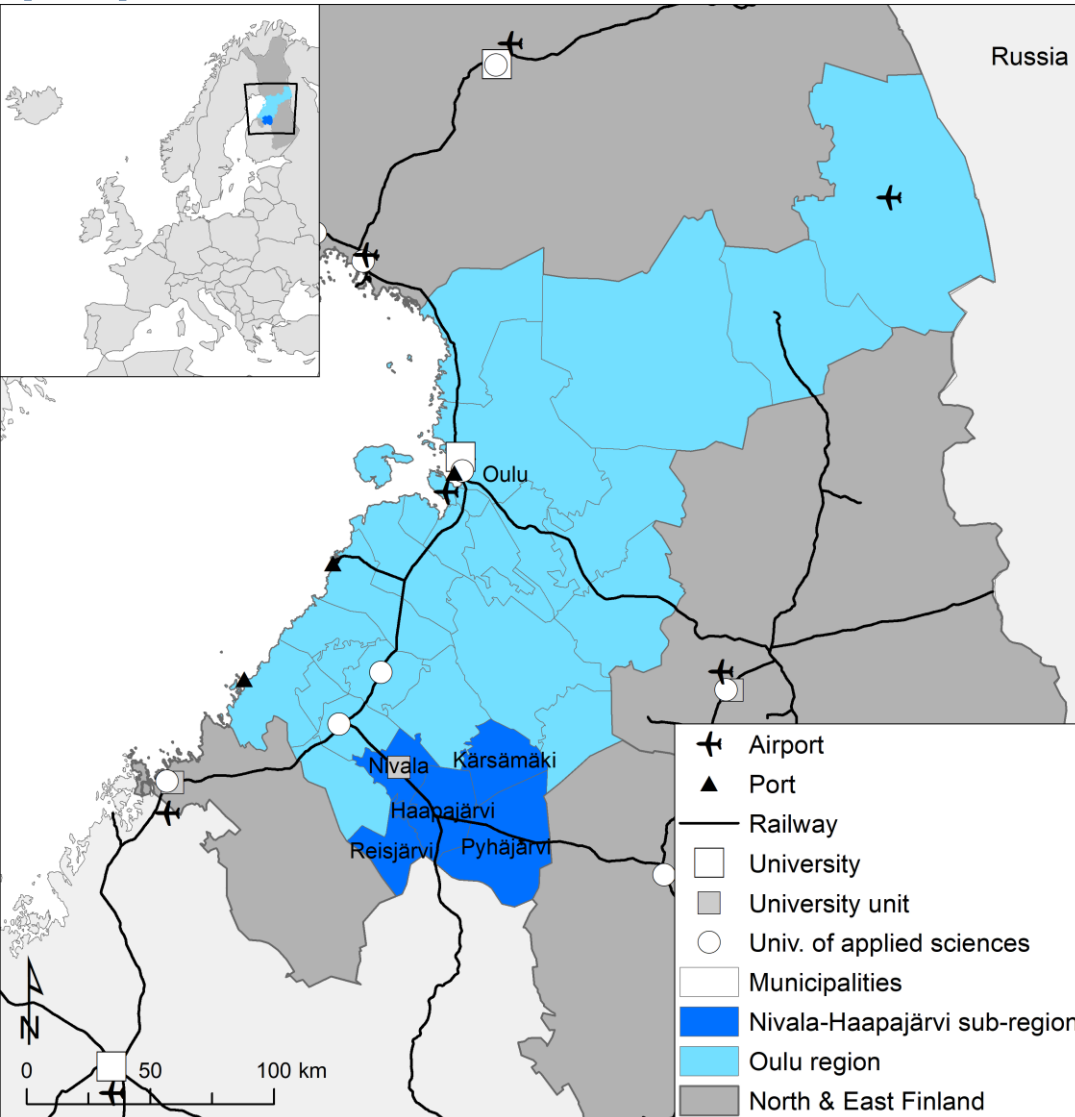 Russia
Oulu
Nivala
Kärsämäki
Haapajärvi
Reisjärvi
Pyhäjärvi
Airport
Port
Railway
University
University unit
Univ. of applied sciences
Municipalities
Nivala-Haapajärvi sub-region
Oulu region
North & East Finland
N
0 50 100 km